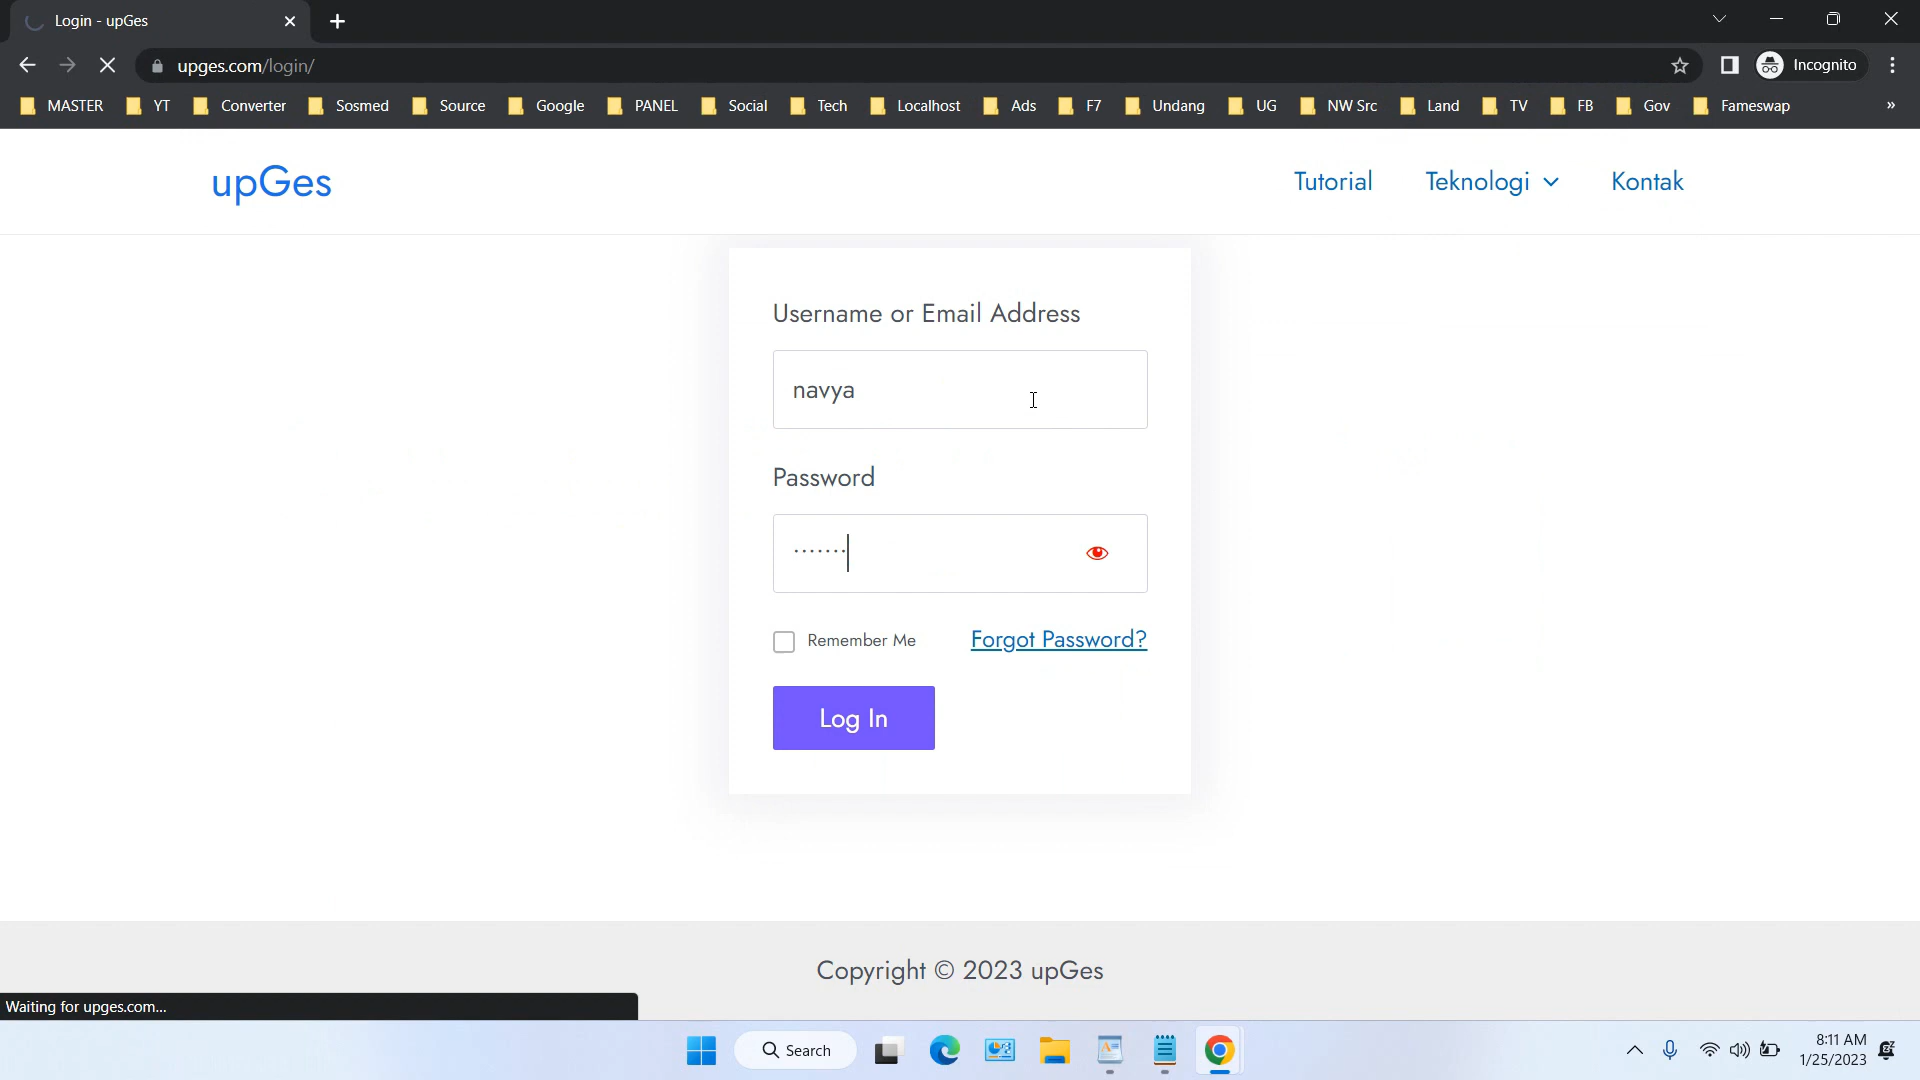 Login - upGes
upges.com/login/
Incognito
MASTER YT Converter Sosmed Source Google PANEL Social Tech Localhost Ads F7 Undang UG NW Src Land TV FB Gov Fameswap »
upGes
Tutorial Teknologi Kontak
Username or Email Address
navya
Password
·······
Remember Me Forgot Password?
Log In
Copyright © 2023 upGes
Waiting for upges.com...
Search
8:11 AM
1/25/2023